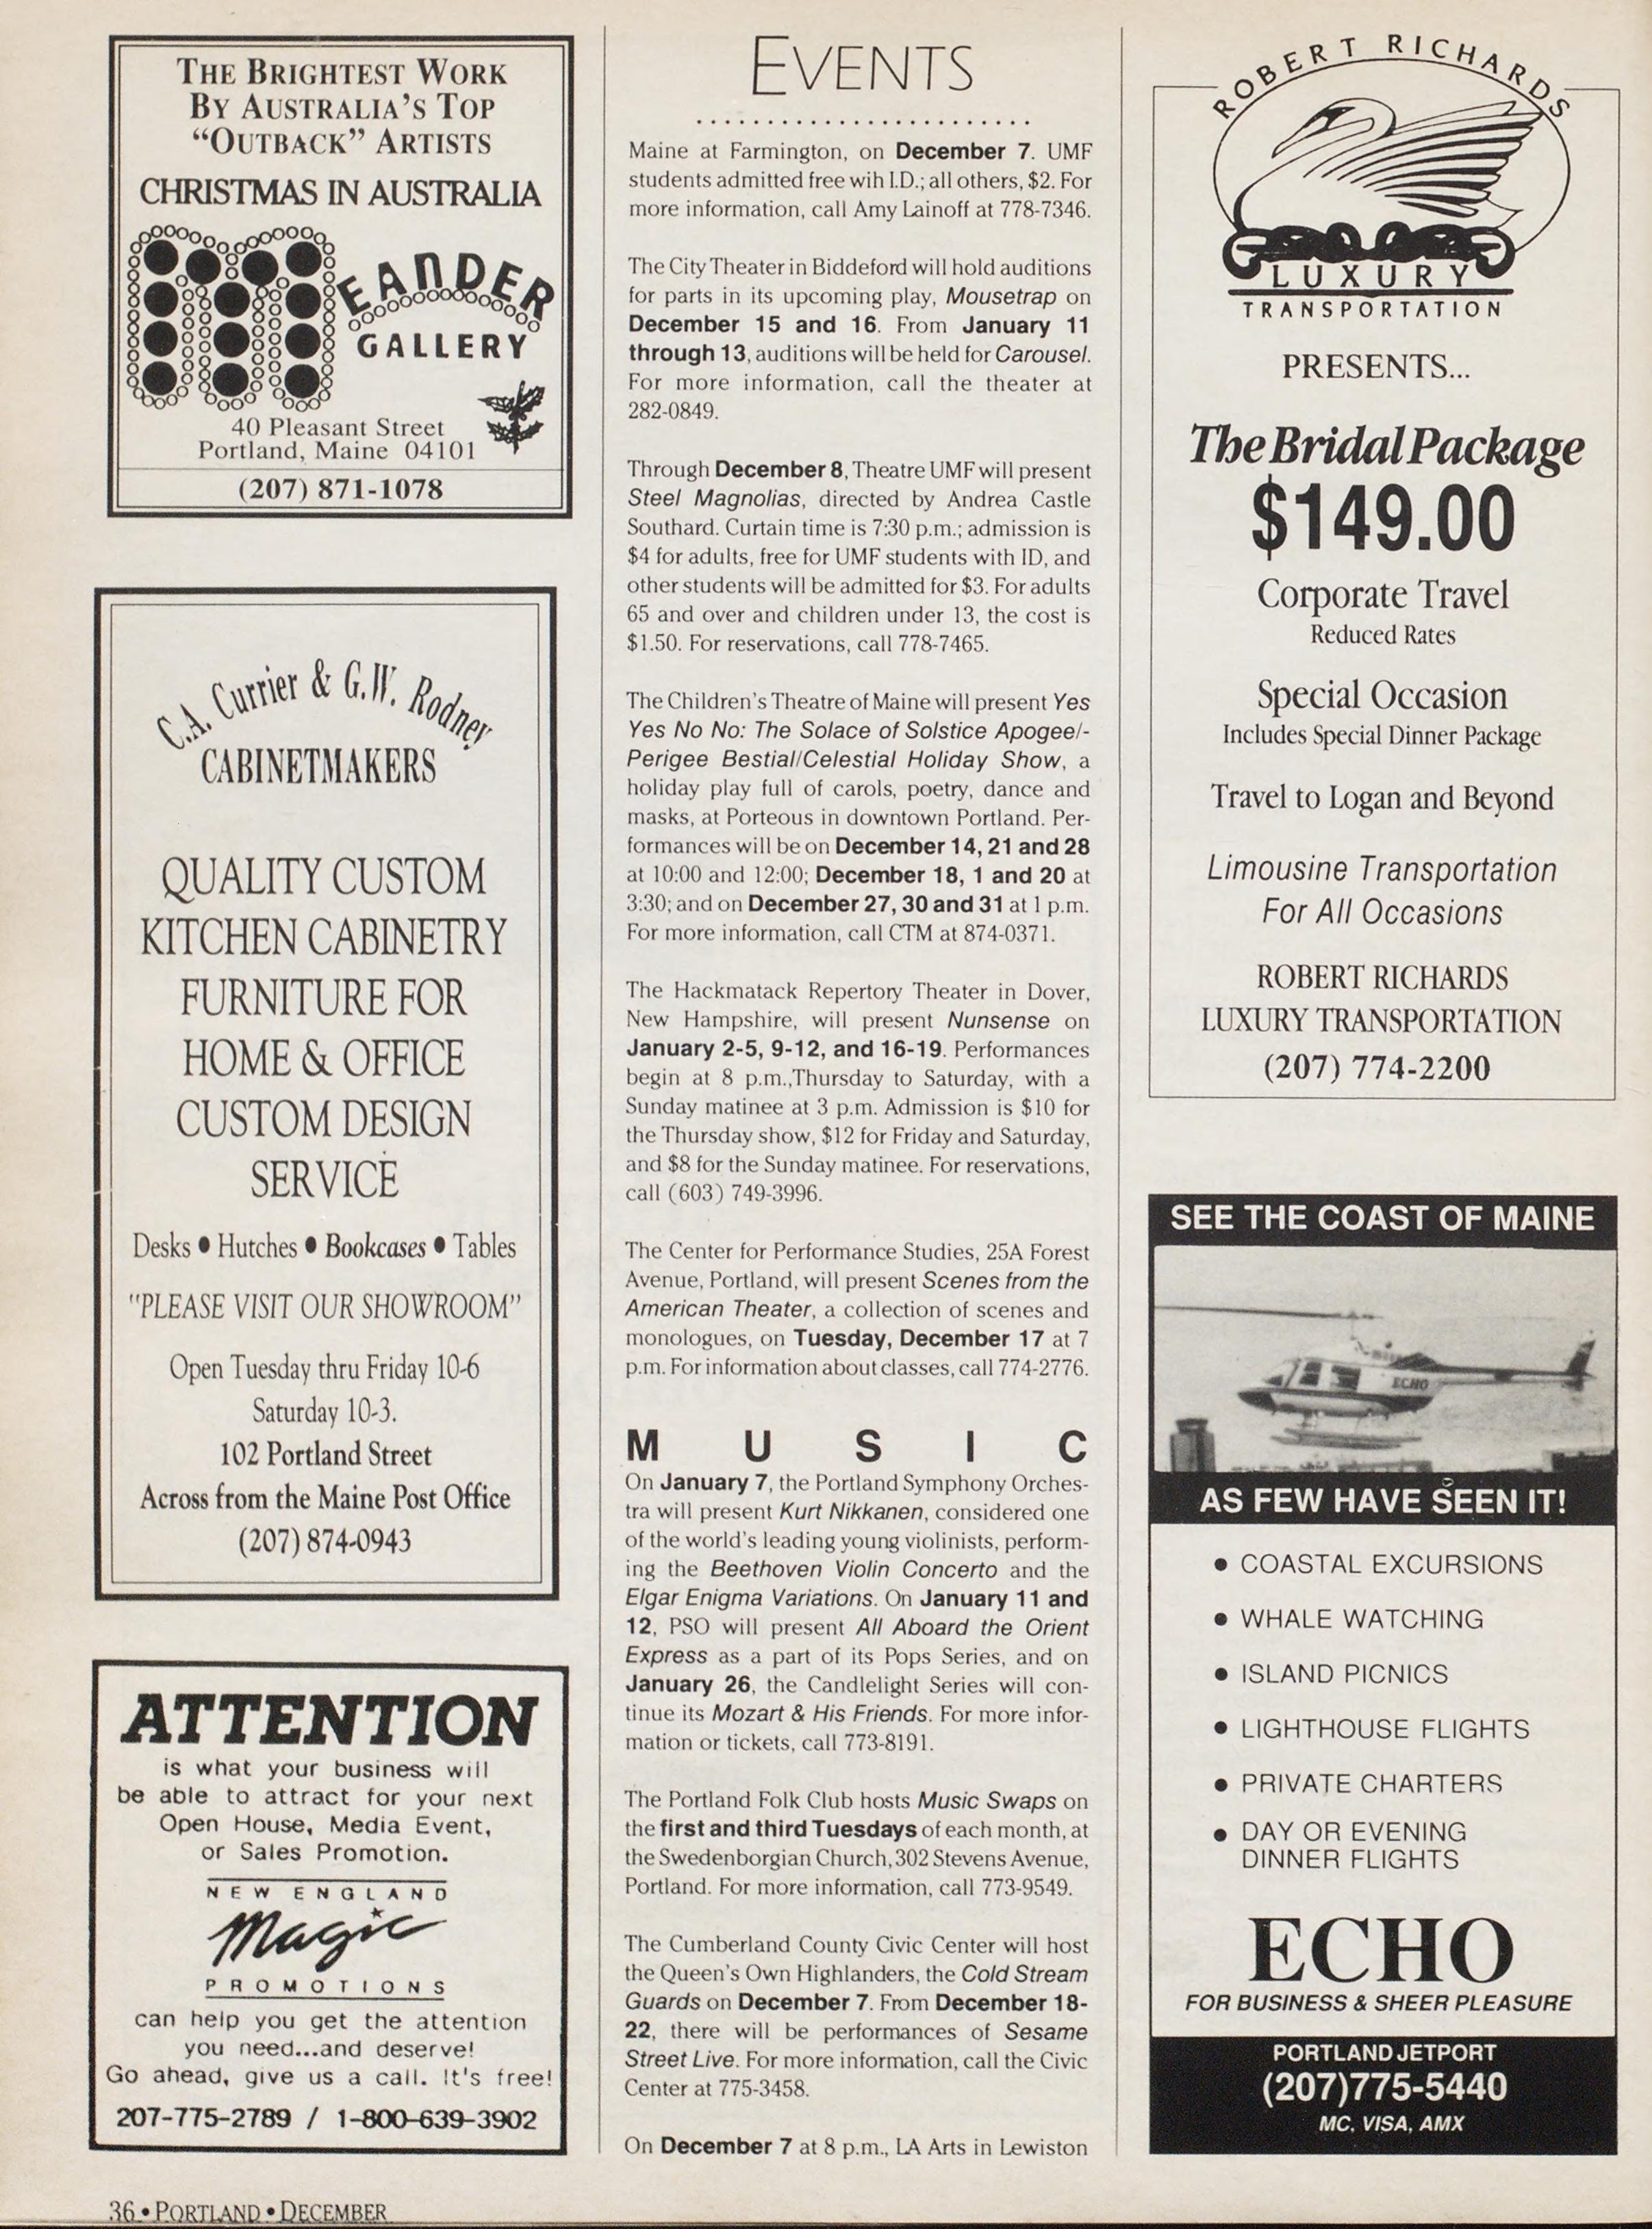 THE BRIGHTEST WORK
BY AUSTRALIA'S TOP
"OUTBACK" ARTISTS
CHRISTMAS IN AUSTRALIA
MEANDER
GALLERY
40 Pleasant Street
Portland, Maine 04101
(207) 871-1078
C.A. Currier & G.W. Rodney
CABINETMAKERS
QUALITY CUSTOM
KITCHEN CABINETRY
FURNITURE FOR
HOME & OFFICE
CUSTOM DESIGN
SERVICE
Desks • Hutches • Bookcases • Tables
"PLEASE VISIT OUR SHOWROOM"
Open Tuesday thru Friday 10-6
Saturday 10-3.
102 Portland Street
Across from the Maine Post Office
(207) 874-0943
ATTENTION
is what your business will
be able to attract for your next
Open House, Media Event,
or Sales Promotion.
NEW ENGLAND
Magic
PROMOTIONS
can help you get the attention
you need...and deserve!
Go ahead, give us a call. It's free!
207-775-2789 / 1-800-639-3902
EVENTS
Maine at Farmington, on December 7. UMF
students admitted free wih I.D.; all others, $2. For
more information, call Amy Lainoff at 778-7346.
The City Theater in Biddeford will hold auditions
for parts in its upcoming play, Mousetrap on
December 15 and 16. From January 11
through 13, auditions will be held for Carousel.
For more information, call the theater at
282-0849.
Through December 8, Theatre UMF will present
Steel Magnolias, directed by Andrea Castle
Southard. Curtain time is 7:30 p.m.; admission is
$4 for adults, free for UMF students with ID, and
other students will be admitted for $3. For adults
65 and over and children under 13, the cost is
$1.50. For reservations, call 778-7465.
The Children's Theatre of Maine will present Yes
Yes No No: The Solace of Solstice Apogee/-
Perigee Bestial/Celestial Holiday Show, a
holiday play full of carols, poetry, dance and
masks, at Porteous in downtown Portland. Per-
formances will be on December 14, 21 and 28
at 10:00 and 12:00; December 18, 1 and 20 at
3:30; and on December 27, 30 and 31 at 1 p.m.
For more information, call CTM at 874-0371.
The Hackmatack Repertory Theater in Dover,
New Hampshire, will present Nunsense on
January 2-5, 9-12, and 16-19. Performances
begin at 8 p.m.,Thursday to Saturday, with a
Sunday matinee at 3 p.m. Admission is $10 for
the Thursday show, $12 for Friday and Saturday,
and $8 for the Sunday matinee. For reservations,
call (603) 749-3996.
The Center for Performance Studies, 25A Forest
Avenue, Portland, will present Scenes from the
American Theater, a collection of scenes and
monologues, on Tuesday, December 17 at 7
p.m. For information about classes, call 774-2776.
MUSIC
On January 7, the Portland Symphony Orches-
tra will present Kurt Nikkanen, considered one
of the world's leading young violinists, perform-
ing the Beethoven Violin Concerto and the
Elgar Enigma Variations. On January 11 and
12, PSO will present All Aboard the Orient
Express as a part of its Pops Series, and on
January 26, the Candlelight Series will con-
tinue its Mozart & His Friends. For more infor-
mation or tickets, call 773-8191.
The Portland Folk Club hosts Music Swaps on
the first and third Tuesdays of each month, at
the Swedenborgian Church, 302 Stevens Avenue,
Portland. For more information, call 773-9549.
The Cumberland County Civic Center will host
the Queen's Own Highlanders, the Cold Stream
Guards on December 7. From December 18-
22, there will be performances of Sesame
Street Live. For more information, call the Civic
Center at 775-3458.
On December 7 at 8 p.m., LA Arts in Lewiston
ROBERT RICHARDS
LUXURY
TRANSPORTATION
PRESENTS...
The Bridal Package
$149.00
Corporate Travel
Reduced Rates
Special Occasion
Includes Special Dinner Package
Travel to Logan and Beyond
Limousine Transportation
For All Occasions
ROBERT RICHARDS
LUXURY TRANSPORTATION
(207) 774-2200
SEE THE COAST OF MAINE
ECHO
AS FEW HAVE SEEN IT!
• COASTAL EXCURSIONS
• WHALE WATCHING
• ISLAND PICNICS
• LIGHTHOUSE FLIGHTS
• PRIVATE CHARTERS
• DAY OR EVENING
DINNER FLIGHTS
ECHO
FOR BUSINESS & SHEER PLEASURE
PORTLAND JETPORT
(207)775-5440
MC, VISA, AMX
36 • PORTLAND • DECEMBER